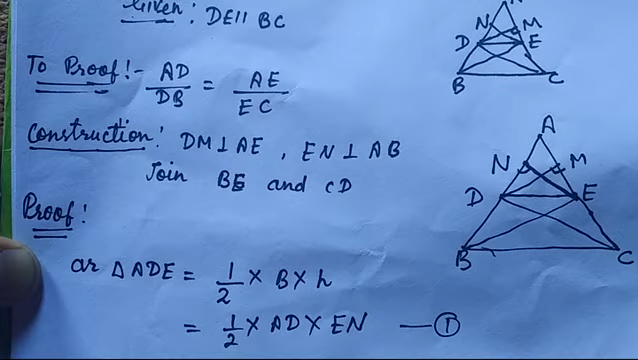 Given: DE || BC
To Proof:- AD/DB = AE/EC
Construction: DM⊥AE, EN⊥AB
Join BE and CD
Proof:
ar △ADE = 1/2 × B × h
= 1/2 × AD × EN — ①
N M
D E
B C
A
N M
D E
B C